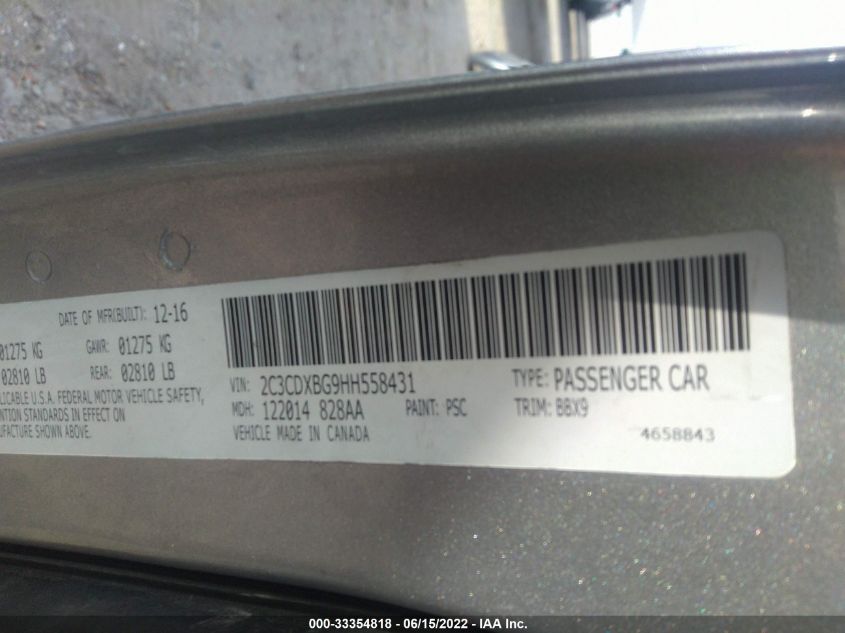 DATE OF MFR(BUILT): 12-16
01275 KG GAWR: 01275 KG
02810 LB REAR: 02810 LB
LICABLE U.S.A. FEDERAL MOTOR VEHICLE SAFETY,
NTION STANDARDS IN EFFECT ON
UFACTURE SHOWN ABOVE.
VIN: 2C3CDXBG9HH558431 TYPE: PASSENGER CAR
MDH: 122014 828AA PAINT: PSC TRIM: B8X9
VEHICLE MADE IN CANADA 4658843
000-33354818 - 06/15/2022 - IAA Inc.